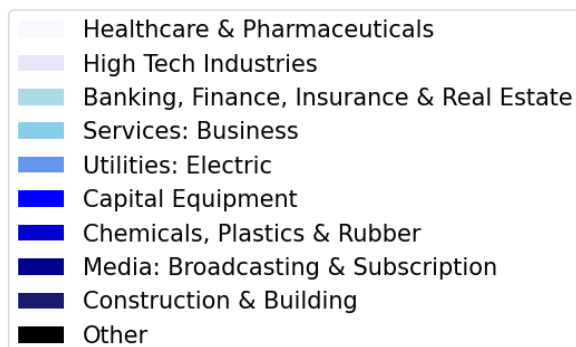 Healthcare & Pharmaceuticals
High Tech Industries
Banking, Finance, Insurance & Real Estate
Services: Business
Utilities: Electric
Capital Equipment
Chemicals, Plastics & Rubber
Media: Broadcasting & Subscription
Construction & Building
Other